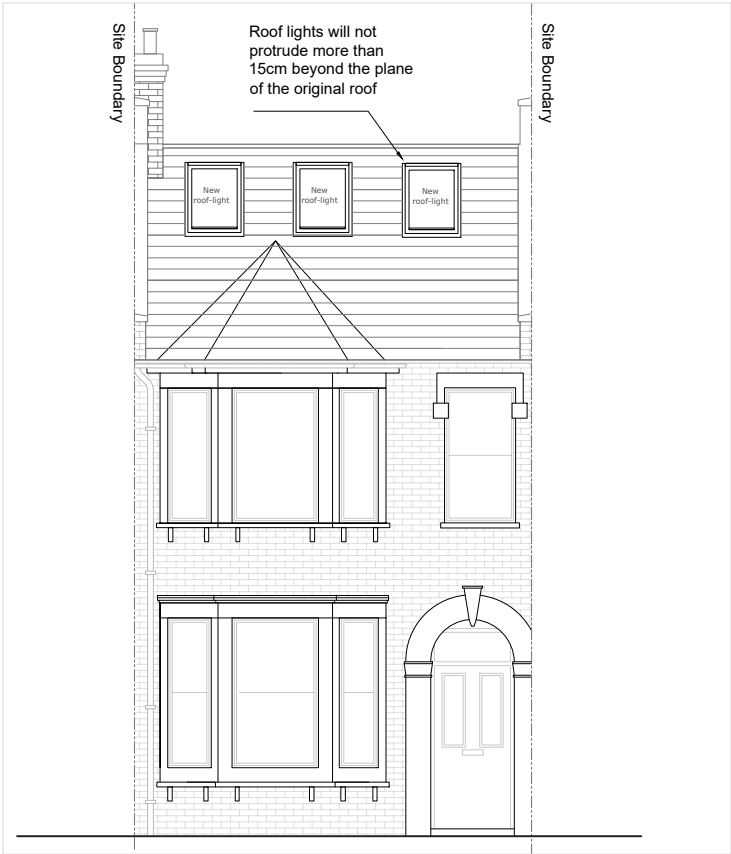 Site Boundary
Roof lights will not
protrude more than
15cm beyond the plane
of the original roof
Site Boundary
New
roof-light
New
roof-light
New
roof-light